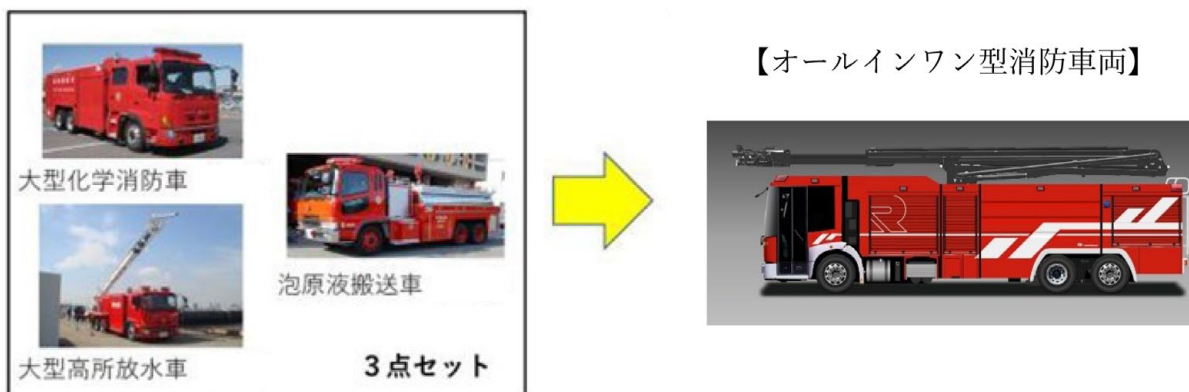 大型化学消防車
泡原液搬送車
大型高所放水車
3点セット
【オールインワン型消防車両】
R